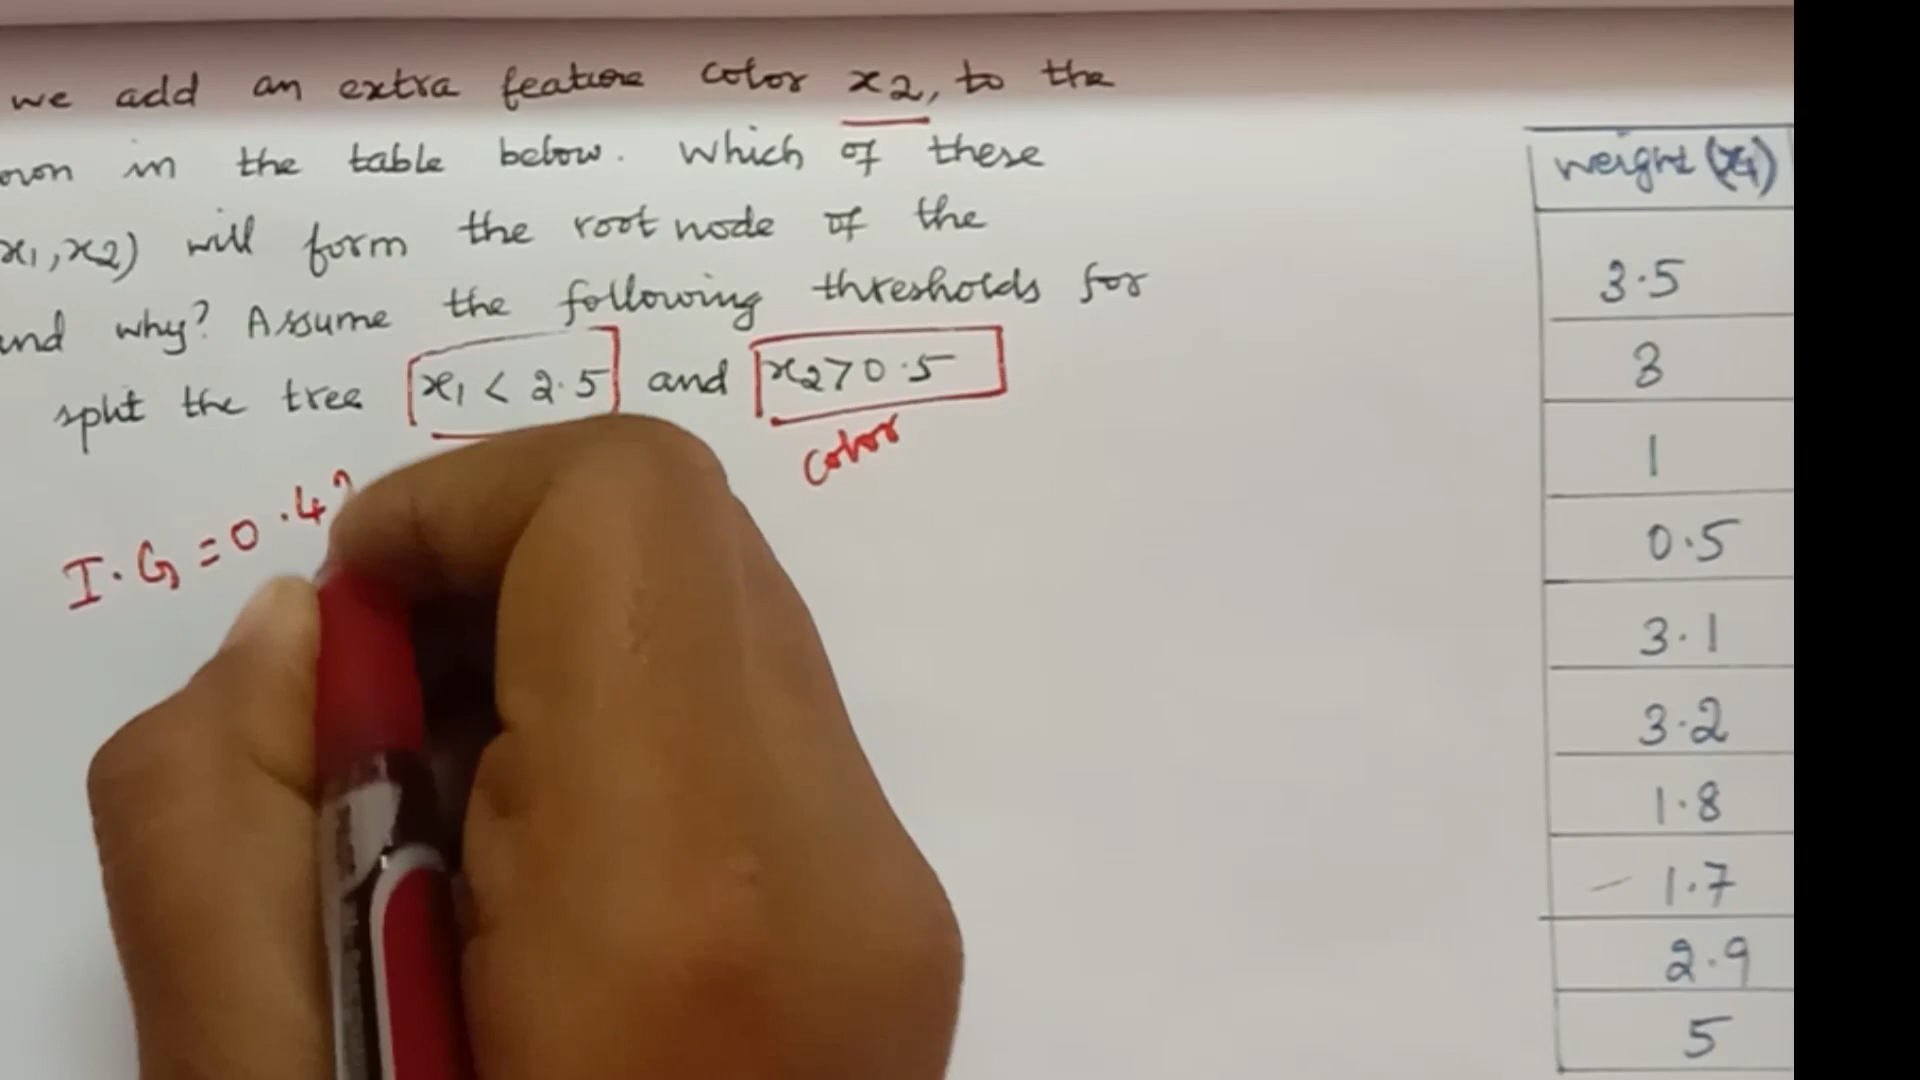 we add an extra feature color x2, to the
own in the table below. Which of these
x1, x2) will form the root node of the
and why? Assume the following thresholds for
split the tree x1 < 2.5 and x2 > 0.5
color
I.G = 0.4
weight (x1)
3.5
3
1
0.5
3.1
3.2
1.8
1.7
2.9
5